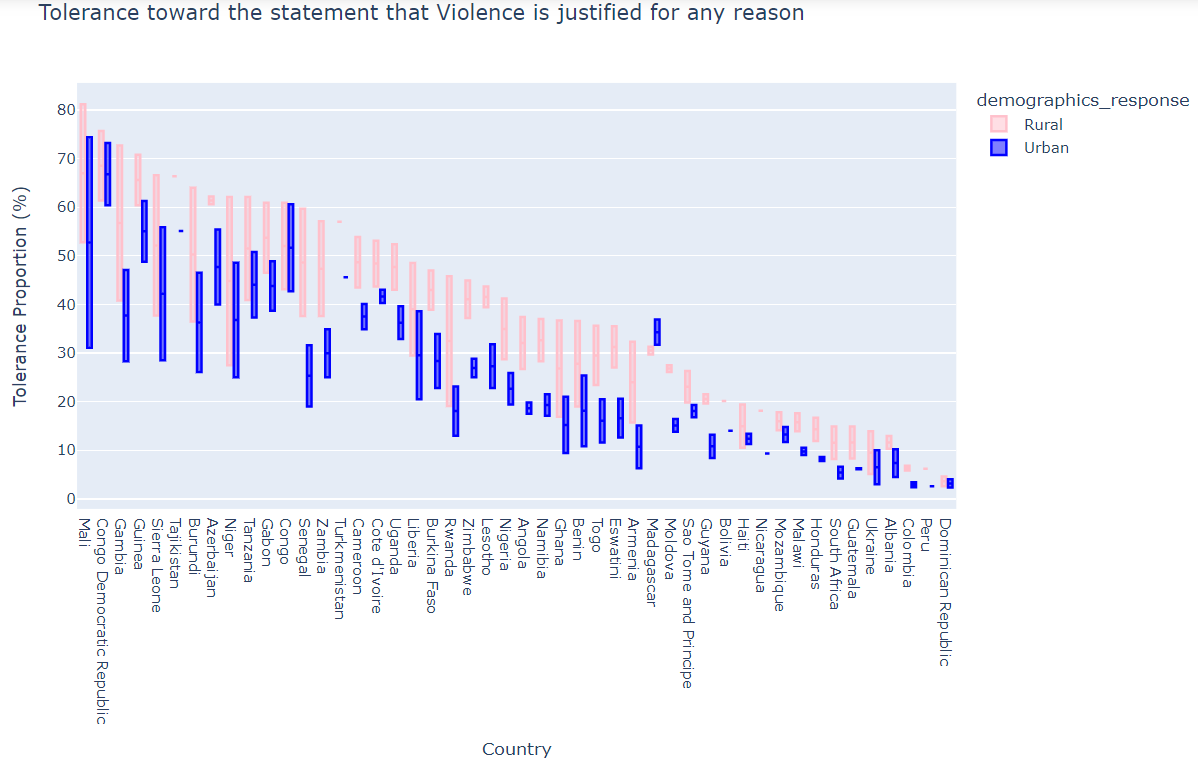 Tolerance toward the statement that Violence is justified for any reason
demographics_response
Rural
Urban
Tolerance Proportion (%)
80
70
60
50
40
30
20
10
0
Mali
Congo Democratic Republic
Gambia
Guinea
Sierra Leone
Tajikistan
Burundi
Azerbaijan
Niger
Tanzania
Gabon
Congo
Senegal
Zambia
Turkmenistan
Cameroon
Cote d'Ivoire
Uganda
Liberia
Burkina Faso
Rwanda
Zimbabwe
Lesotho
Nigeria
Angola
Namibia
Ghana
Benin
Togo
Eswatini
Armenia
Madagascar
Moldova
Sao Tome and Principe
Guyana
Bolivia
Haiti
Nicaragua
Mozambique
Malawi
Honduras
South Africa
Guatemala
Ukraine
Albania
Colombia
Peru
Dominican Republic
Country